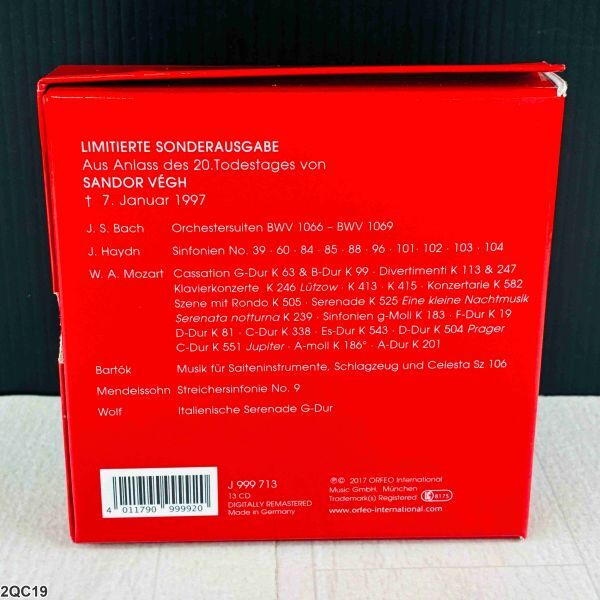 LIMITIERTE SONDERAUSGABE
Aus Anlass des 20.Todestages von
SANDOR VÉGH
† 7. Januar 1997
J. S. Bach Orchestersuiten BWV 1066 – BWV 1069
J. Haydn Sinfonien No. 39 · 60 · 84 · 85 · 88 · 96 · 101 · 102 · 103 · 104
W. A. Mozart Cassation G-Dur K 63 & B-Dur K 99 · Divertimenti K 113 & 247
Klavierkonzerte K 246 Lützow · K 413 · K 415 · Konzertarie K 582
Szene mit Rondo K 505 · Serenade K 525 Eine kleine Nachtmusik
Serenata notturna K 239 · Sinfonien g-Moll K 183 · F-Dur K 19
D-Dur K 81 · C-Dur K 338 · Es-Dur K 543 · D-Dur K 504 Prager
C-Dur K 551 Jupiter · A-moll K 186° · A-Dur K 201
Bartók Musik für Saiteninstrumente, Schlagzeug und Celesta Sz 106
Mendelssohn Streichersinfonie No. 9
Wolf Italienische Serenade G-Dur
4 011790 999920
J 999 713
13 CD
DIGITALLY REMASTERED
Made in Germany
℗© 2017 ORFEO International
Music GmbH, München
Trademark(s) Registered LC 8175
www.orfeo-international.com
2QC19